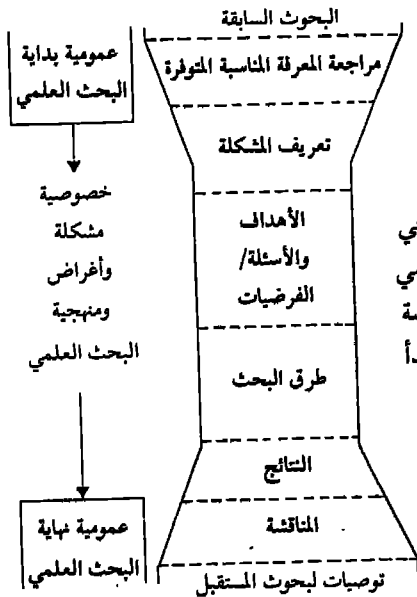 البحوث السابقة
مراجعة المعرفة المناسبة المتوفرة
تعريف المشكلة
الأهداف
والأسئلة/
الفرضيات
طرق البحث
النتائج
المناقشة
توصيات لبحوث المستقبل
عمومية بداية
البحث العلمي
خصوصية
مشكلة
وأغراض
ومنهجية
البحث العلمي
عمومية نهاية
البحث العلمي